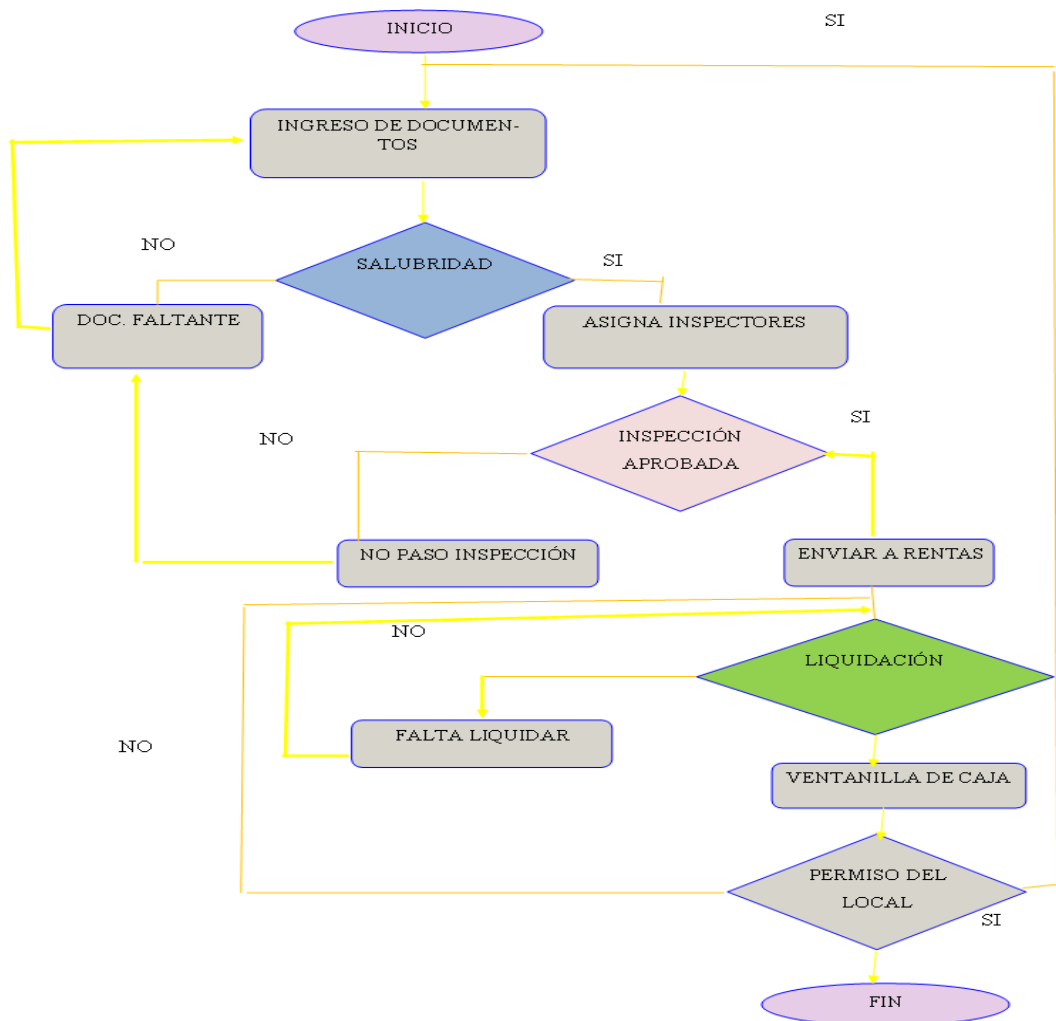 SI
INICIO
INGRESO DE DOCUMEN-
TOS
NO
SALUBRIDAD
SI
DOC. FALTANTE
ASIGNA INSPECTORES
NO
SI
INSPECCIÓN
APROBADA
NO PASO INSPECCIÓN
ENVIAR A RENTAS
NO
LIQUIDACIÓN
FALTA LIQUIDAR
NO
VENTANILLA DE CAJA
PERMISO DEL
LOCAL
SI
FIN